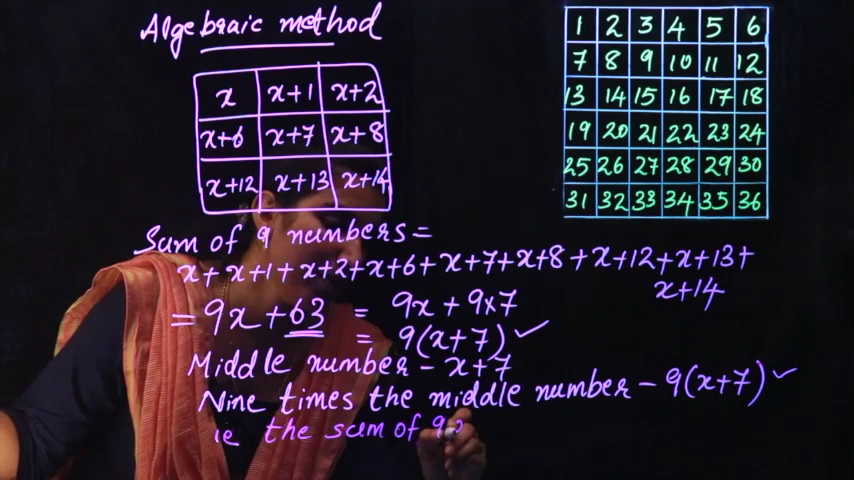 Algebraic method
x x+1 x+2
x+6 x+7 x+8
x+12 x+13 x+14
1 2 3 4 5 6
7 8 9 10 11 12
13 14 15 16 17 18
19 20 21 22 23 24
25 26 27 28 29 30
31 32 33 34 35 36
Sum of 9 numbers =
x + x+1 + x+2 + x+6 + x+7 + x+8 + x+12 + x+13 +
x+14
= 9x + 63 = 9x + 9x7
= 9(x+7) ✓
Middle number - x+7
Nine times the middle number - 9(x+7) ✓
ie the sum of 9